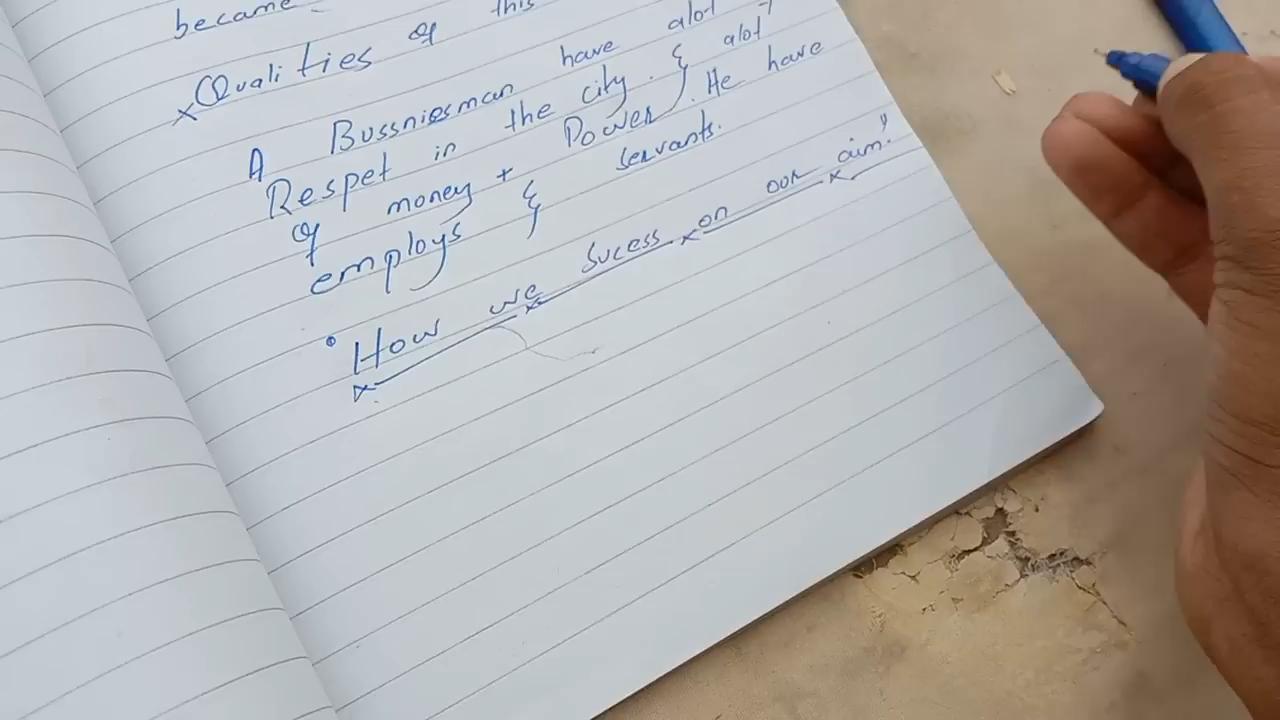 became
Qualities of this
A Bussniesman have alot
Respet in the city. & alot
of money + Power. He have
employs & servants.
How we Sucess on oor aim?